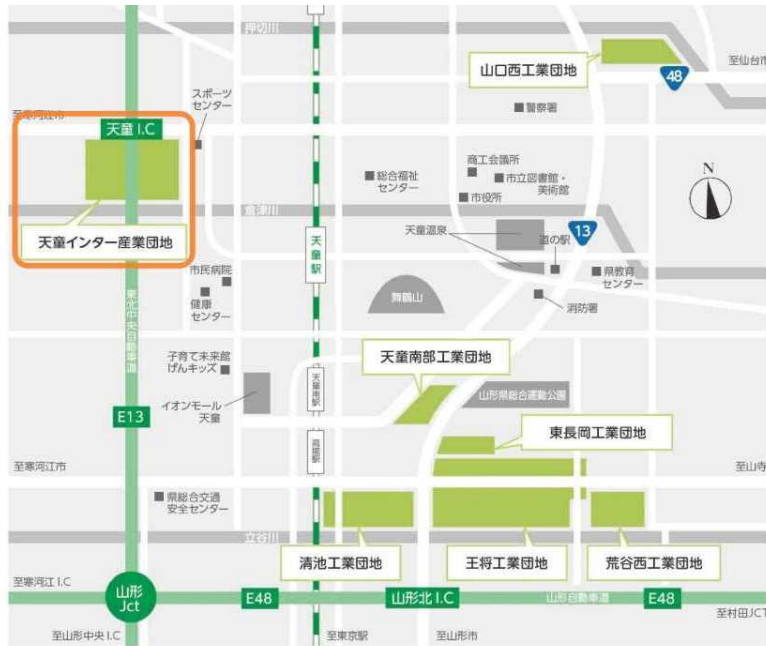 押切川
山口西工業団地
至仙台市
48
スポーツ
センター
警察署
至寒河江市
天童 I.C
商工会議所
総合福祉
センター
市立図書館・
美術館
市役所
N
倉津川
天童インター産業団地
天童駅
天童温泉
13
道の駅
市民病院
県教育
センター
健康
センター
舞鶴山
消防署
東北中央自動車道
子育て未来館
げんキッズ
天童南部工業団地
天童南駅
イオンモール
天童
山形県総合運動公園
E13
東長岡工業団地
高擶駅
至寒河江市
至山寺
県総合交通
安全センター
立谷川
清池工業団地
王将工業団地
荒谷西工業団地
至寒河江 I.C
山形
Jct
E48
山形北 I.C
山形自動車道
E48
至村田JCT
至山形中央 I.C
至東京駅
至山形市